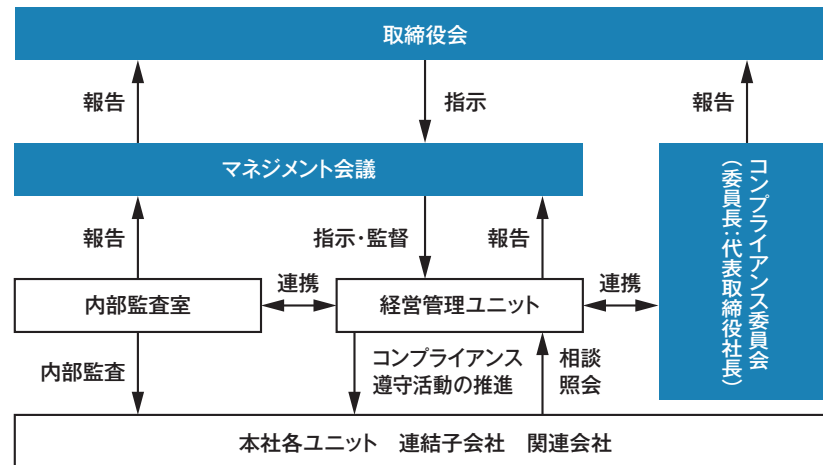 取締役会
報告
指示
報告
マネジメント会議
コンプライアンス委員会
（委員長：代表取締役社長）
報告
指示・監督
報告
内部監査室
連携
経営管理ユニット
連携
内部監査
コンプライアンス
遵守活動の推進
相談
照会
本社各ユニット　連結子会社　関連会社